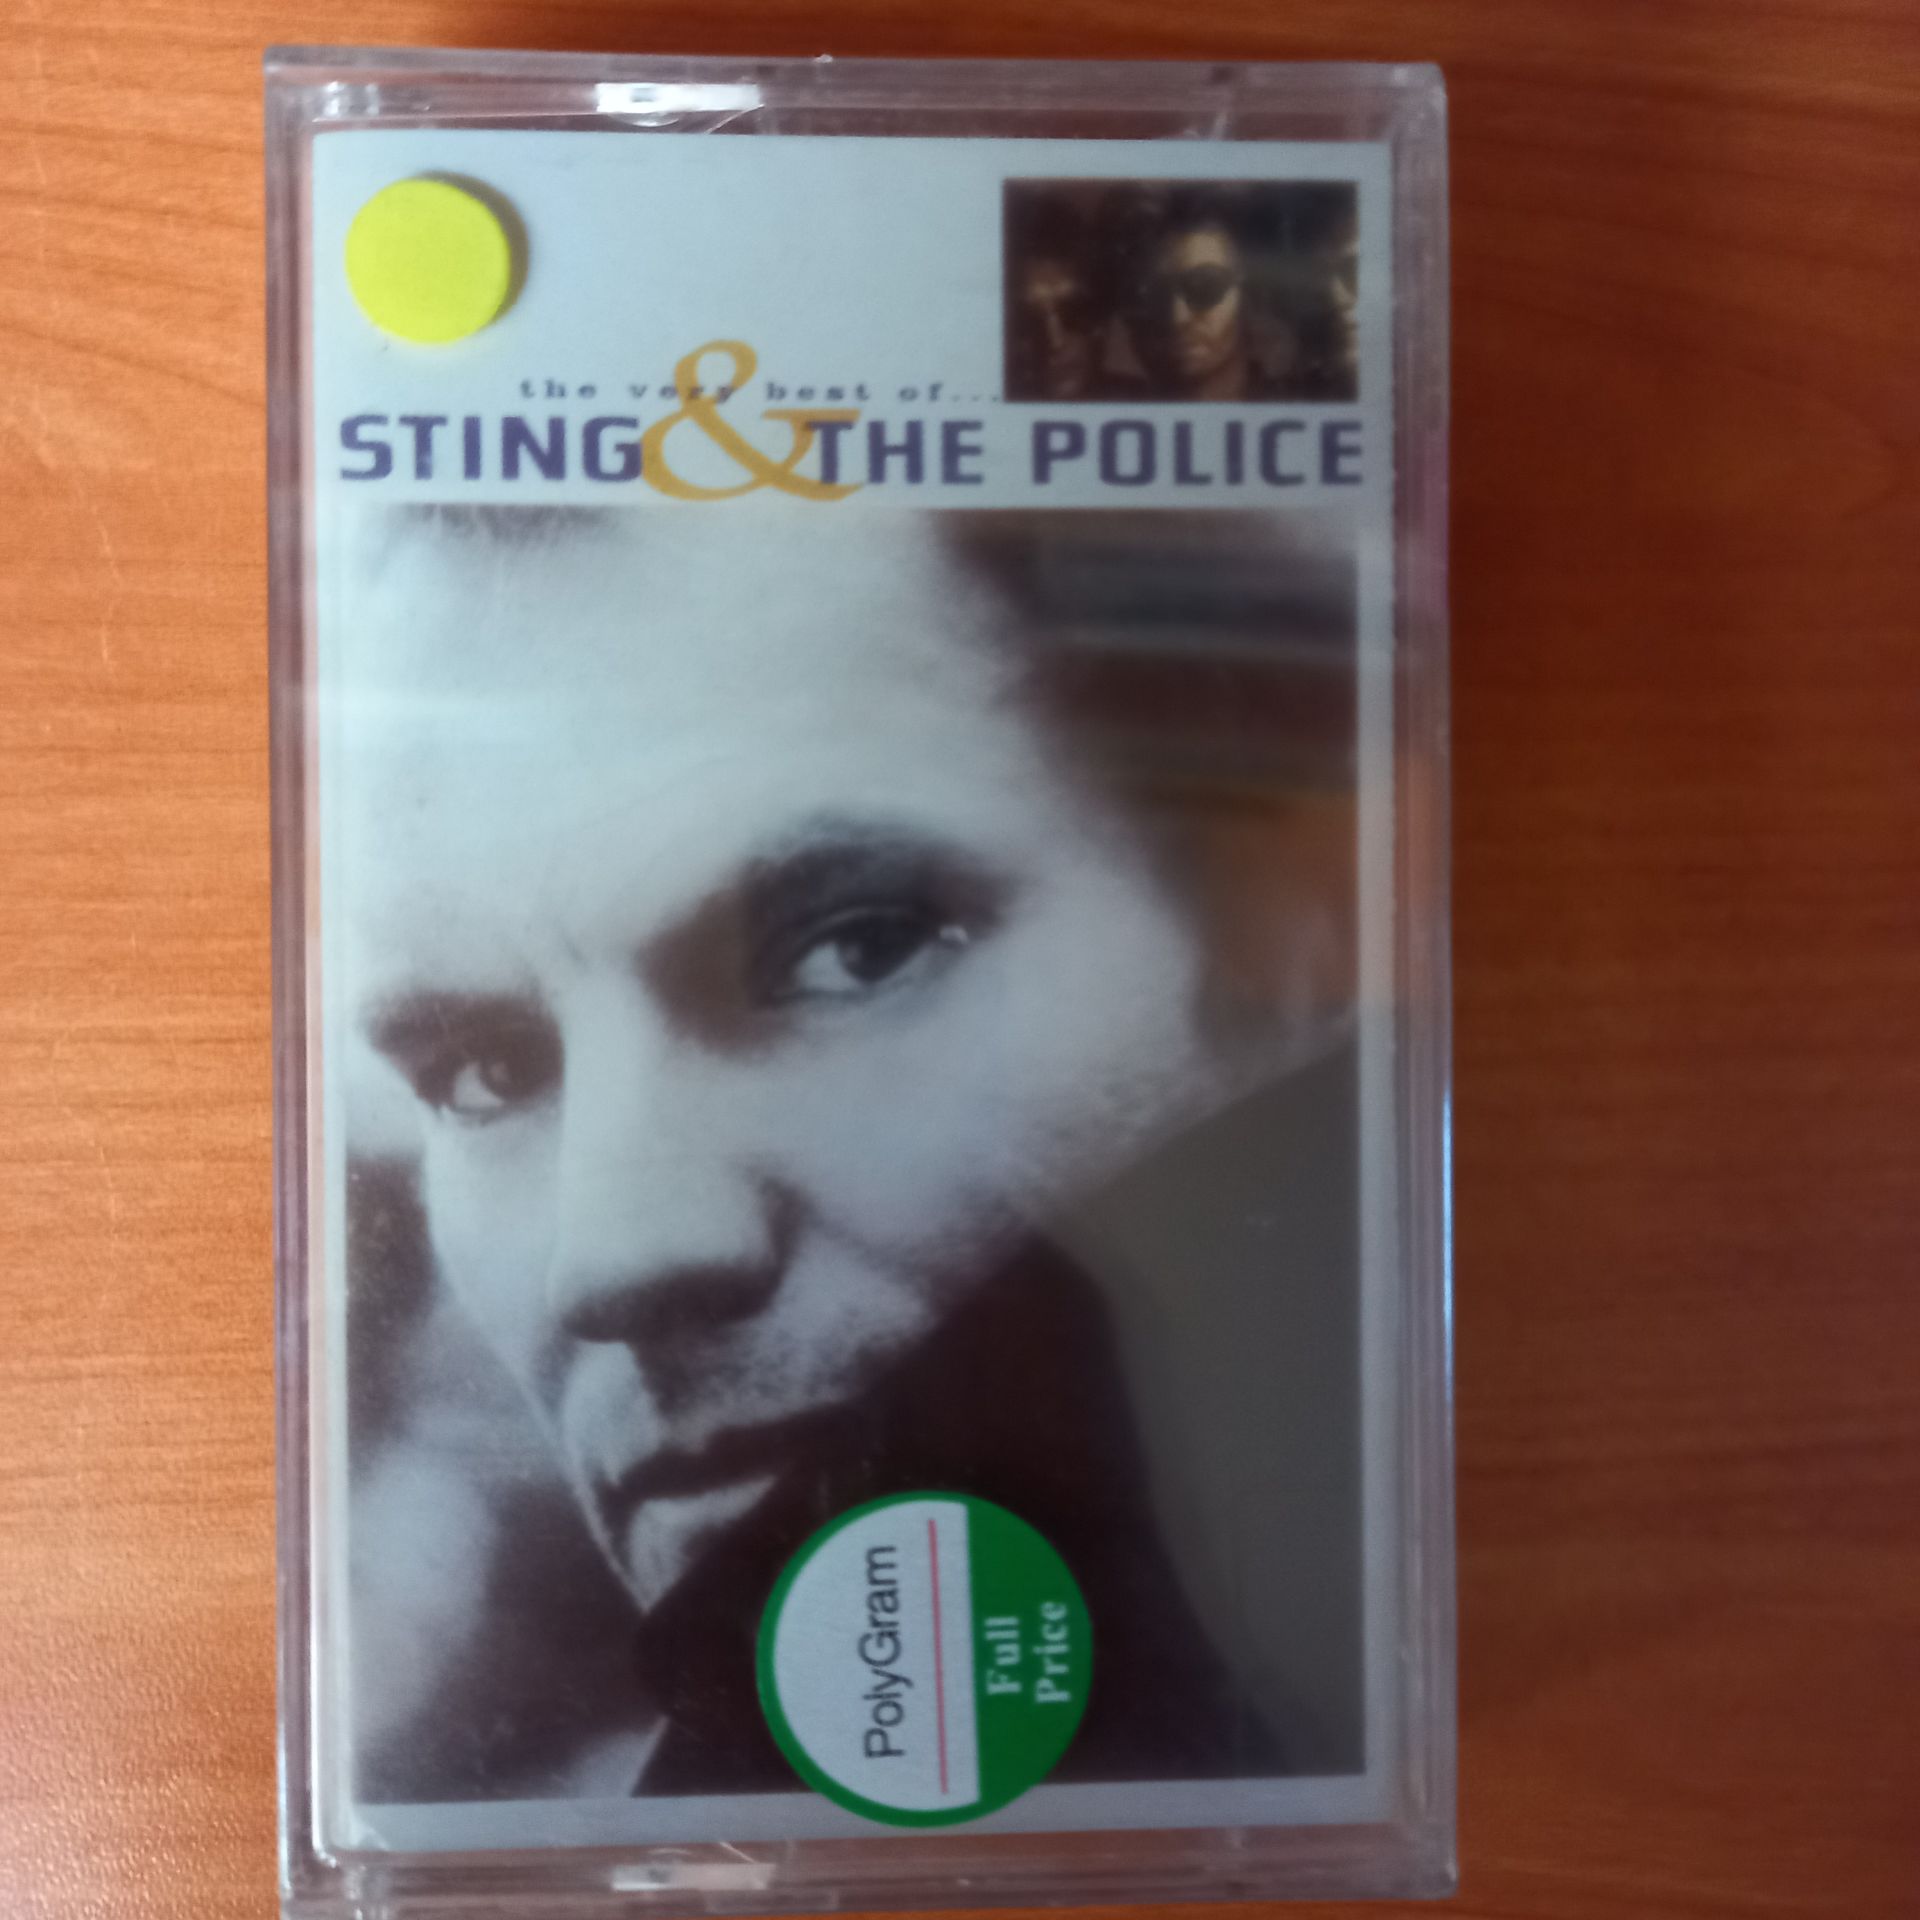 the very best of...
STING & THE POLICE
PolyGram
Full
Price